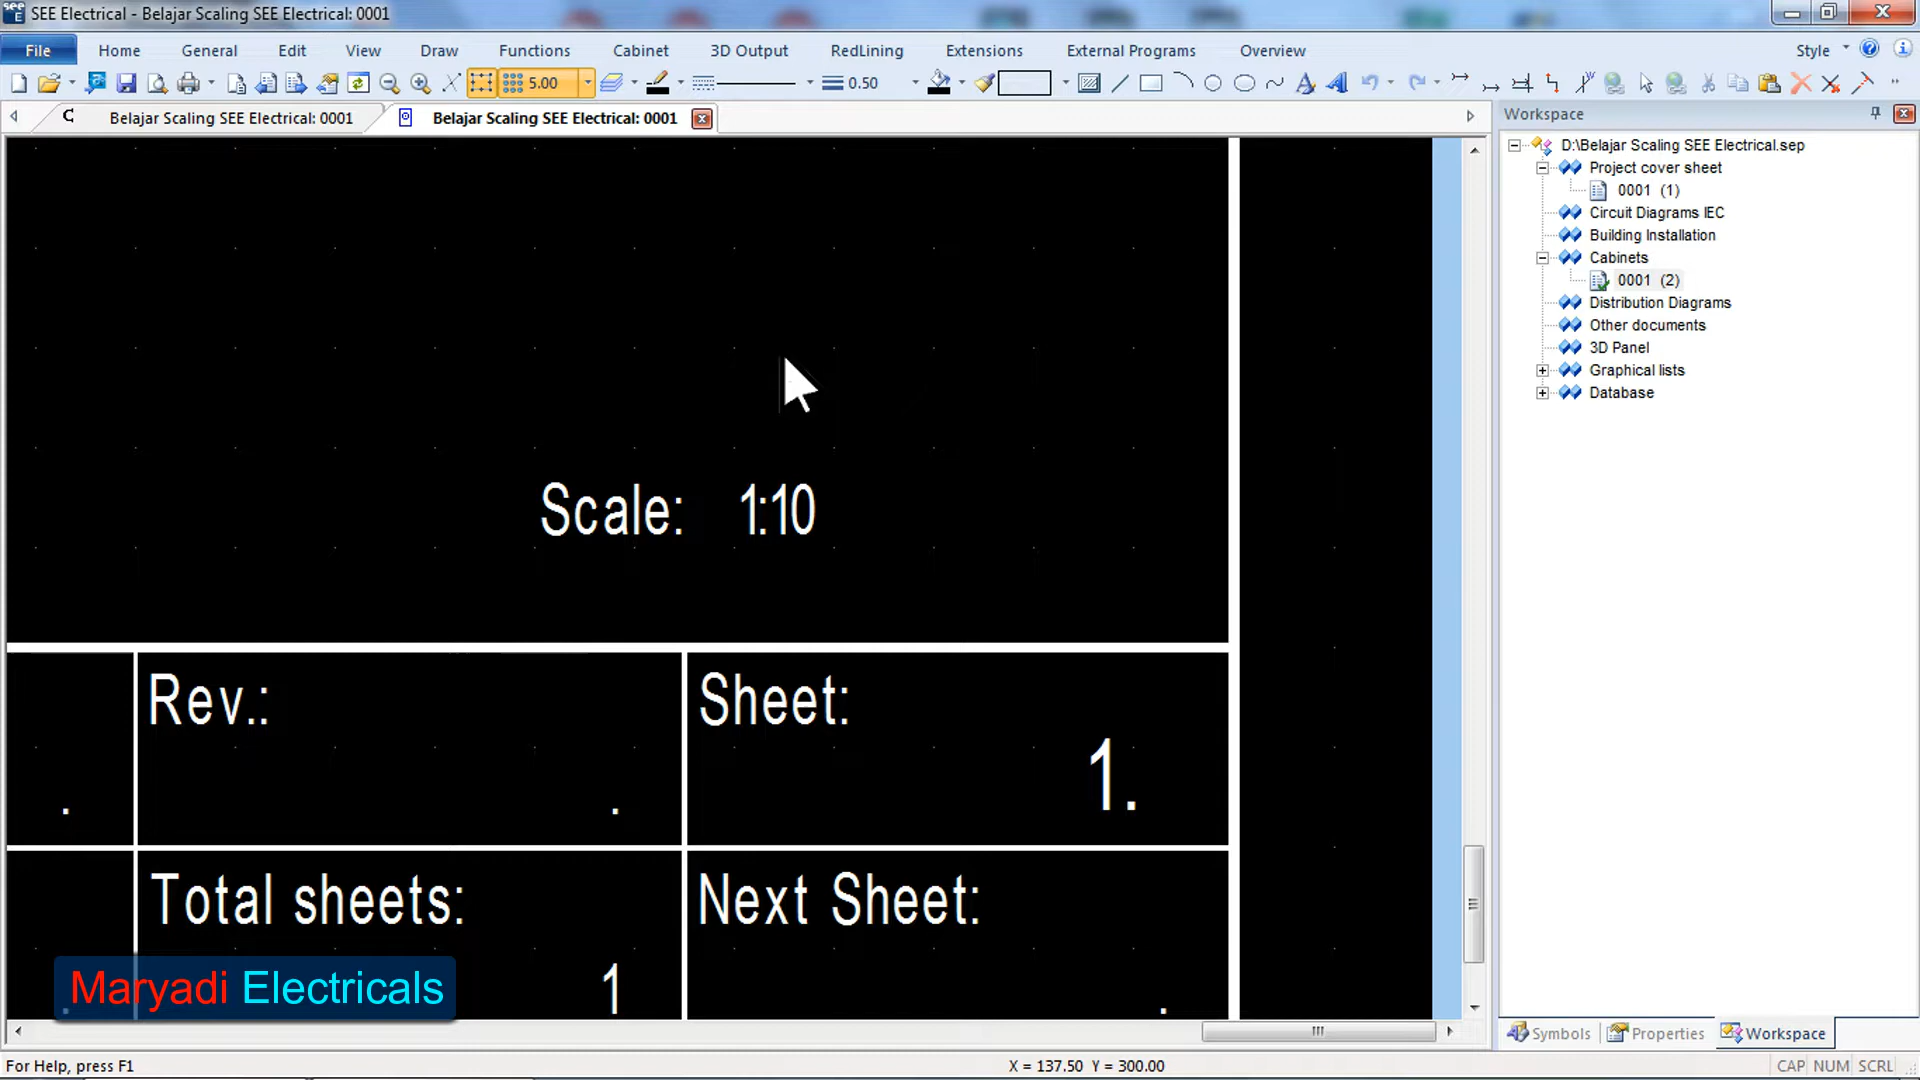 see
E
SEE Electrical - Belajar Scaling SEE Electrical: 0001
File Home General Edit View Draw Functions Cabinet 3D Output RedLining Extensions External Programs Overview Style
5.00 0.50
C Belajar Scaling SEE Electrical: 0001 Belajar Scaling SEE Electrical: 0001
Workspace
D:\Belajar Scaling SEE Electrical.sep
Project cover sheet
0001 (1)
Circuit Diagrams IEC
Building Installation
Cabinets
0001 (2)
Distribution Diagrams
Other documents
3D Panel
Graphical lists
Database
Scale: 1:10
Rev.: Sheet:
. . 1.
Total sheets: Next Sheet:
1 .
Maryadi Electricals
Symbols Properties Workspace
For Help, press F1 X = 137.50 Y = 300.00 CAP NUM SCRL